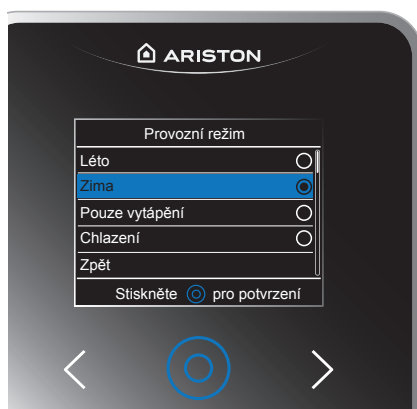 ARISTON
Provozní režim
Léto
Zima
Pouze vytápění
Chlazení
Zpět
Stiskněte pro potvrzení